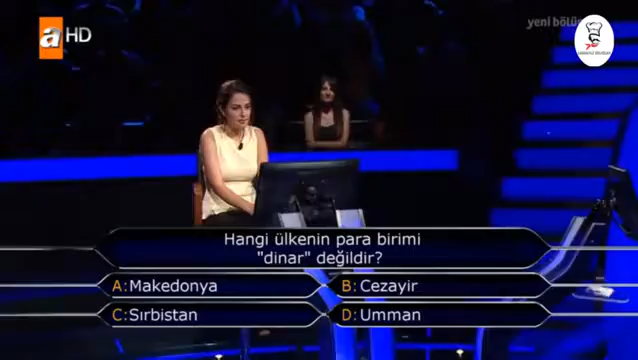 a HD
yeni bölüm
Hangi ülkenin para birimi
"dinar" değildir?
A: Makedonya
B: Cezayir
C: Sırbistan
D: Umman